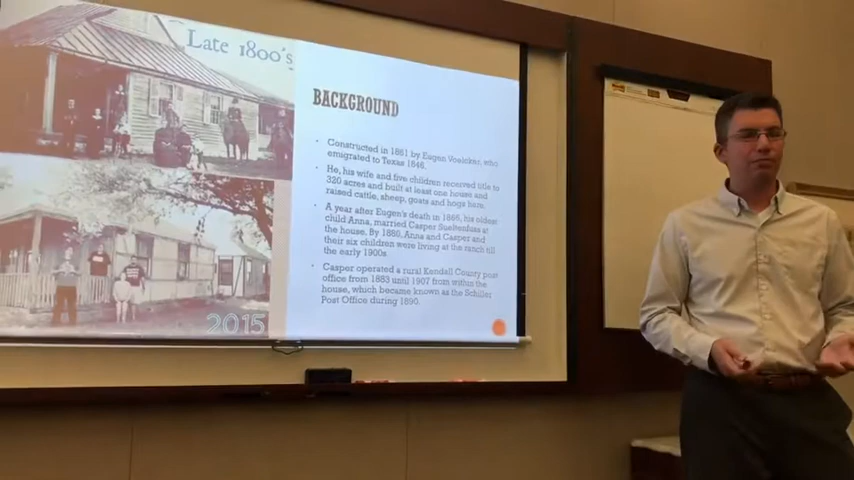 Late 1800's
BACKGROUND
Constructed in 1861 by Eugen Voelcker, who
emigrated to Texas 1846.
He, his wife and five children received title to
320 acres and built at least one house and
raised cattle, sheep, goats and hogs here.
A year after Eugen's death in 1866, his oldest
child Anna, married Casper Sueltenfuss. In
the house. By 1880, Anna and Casper and
their six children were living at the ranch till
the early 1900s.
Casper operated a rural Kendall County post
office from 1883 until 1907 from within the
house, which became known as the Schiller
Post Office during 1890.
2015